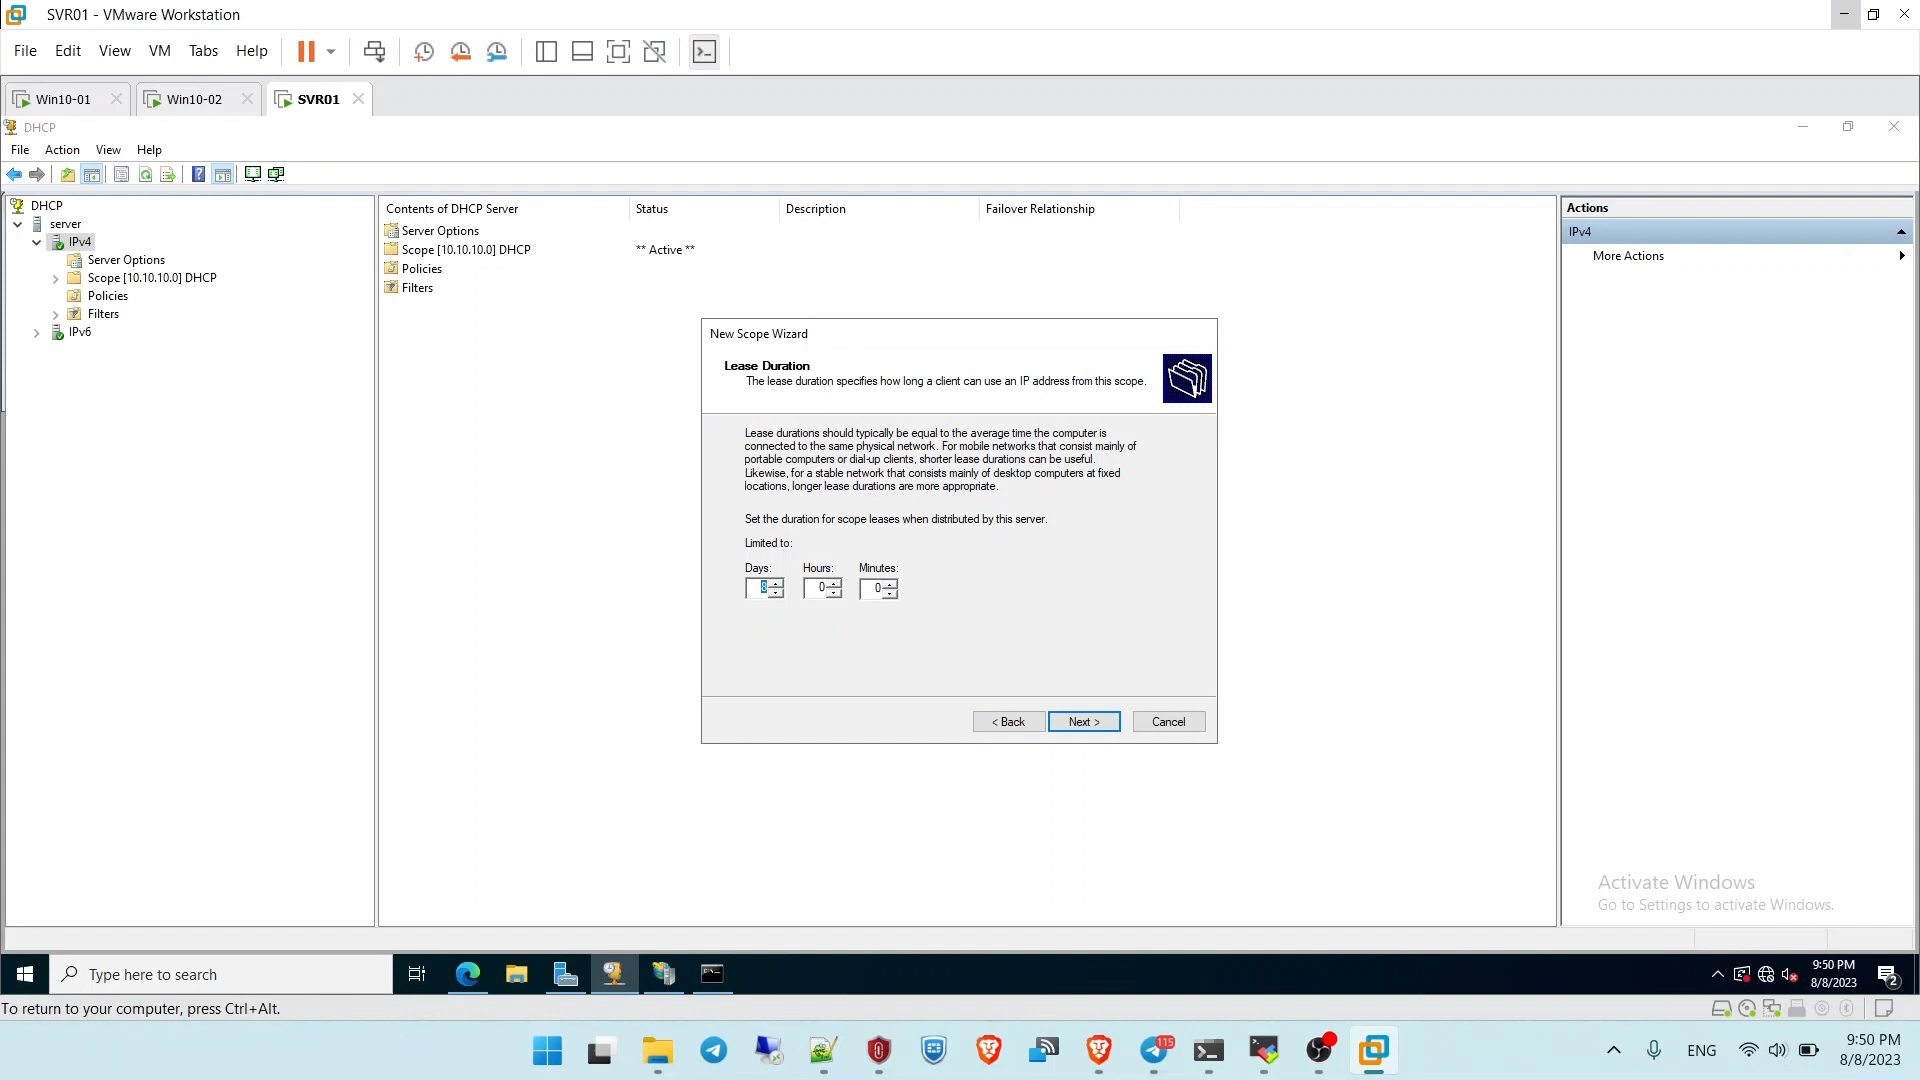 SVR01 - VMware Workstation
File Edit View VM Tabs Help
Win10-01 Win10-02 SVR01
DHCP
File Action View Help
DHCP
server
IPv4
Server Options
Scope [10.10.10.0] DHCP
Policies
Filters
IPv6
Contents of DHCP Server Status Description Failover Relationship
Server Options
Scope [10.10.10.0] DHCP ** Active **
Policies
Filters
Actions
IPv4
More Actions
New Scope Wizard
Lease Duration
The lease duration specifies how long a client can use an IP address from this scope.
Lease durations should typically be equal to the average time the computer is
connected to the same physical network. For mobile networks that consist mainly of
portable computers or dial-up clients, shorter lease durations can be useful.
Likewise, for a stable network that consists mainly of desktop computers at fixed
locations, longer lease durations are more appropriate.
Set the duration for scope leases when distributed by this server.
Limited to:
Days: Hours: Minutes:
8 0 0
< Back Next > Cancel
Activate Windows
Go to Settings to activate Windows.
Type here to search
9:50 PM
8/8/2023
2
To return to your computer, press Ctrl+Alt.
115
ENG
9:50 PM
8/8/2023